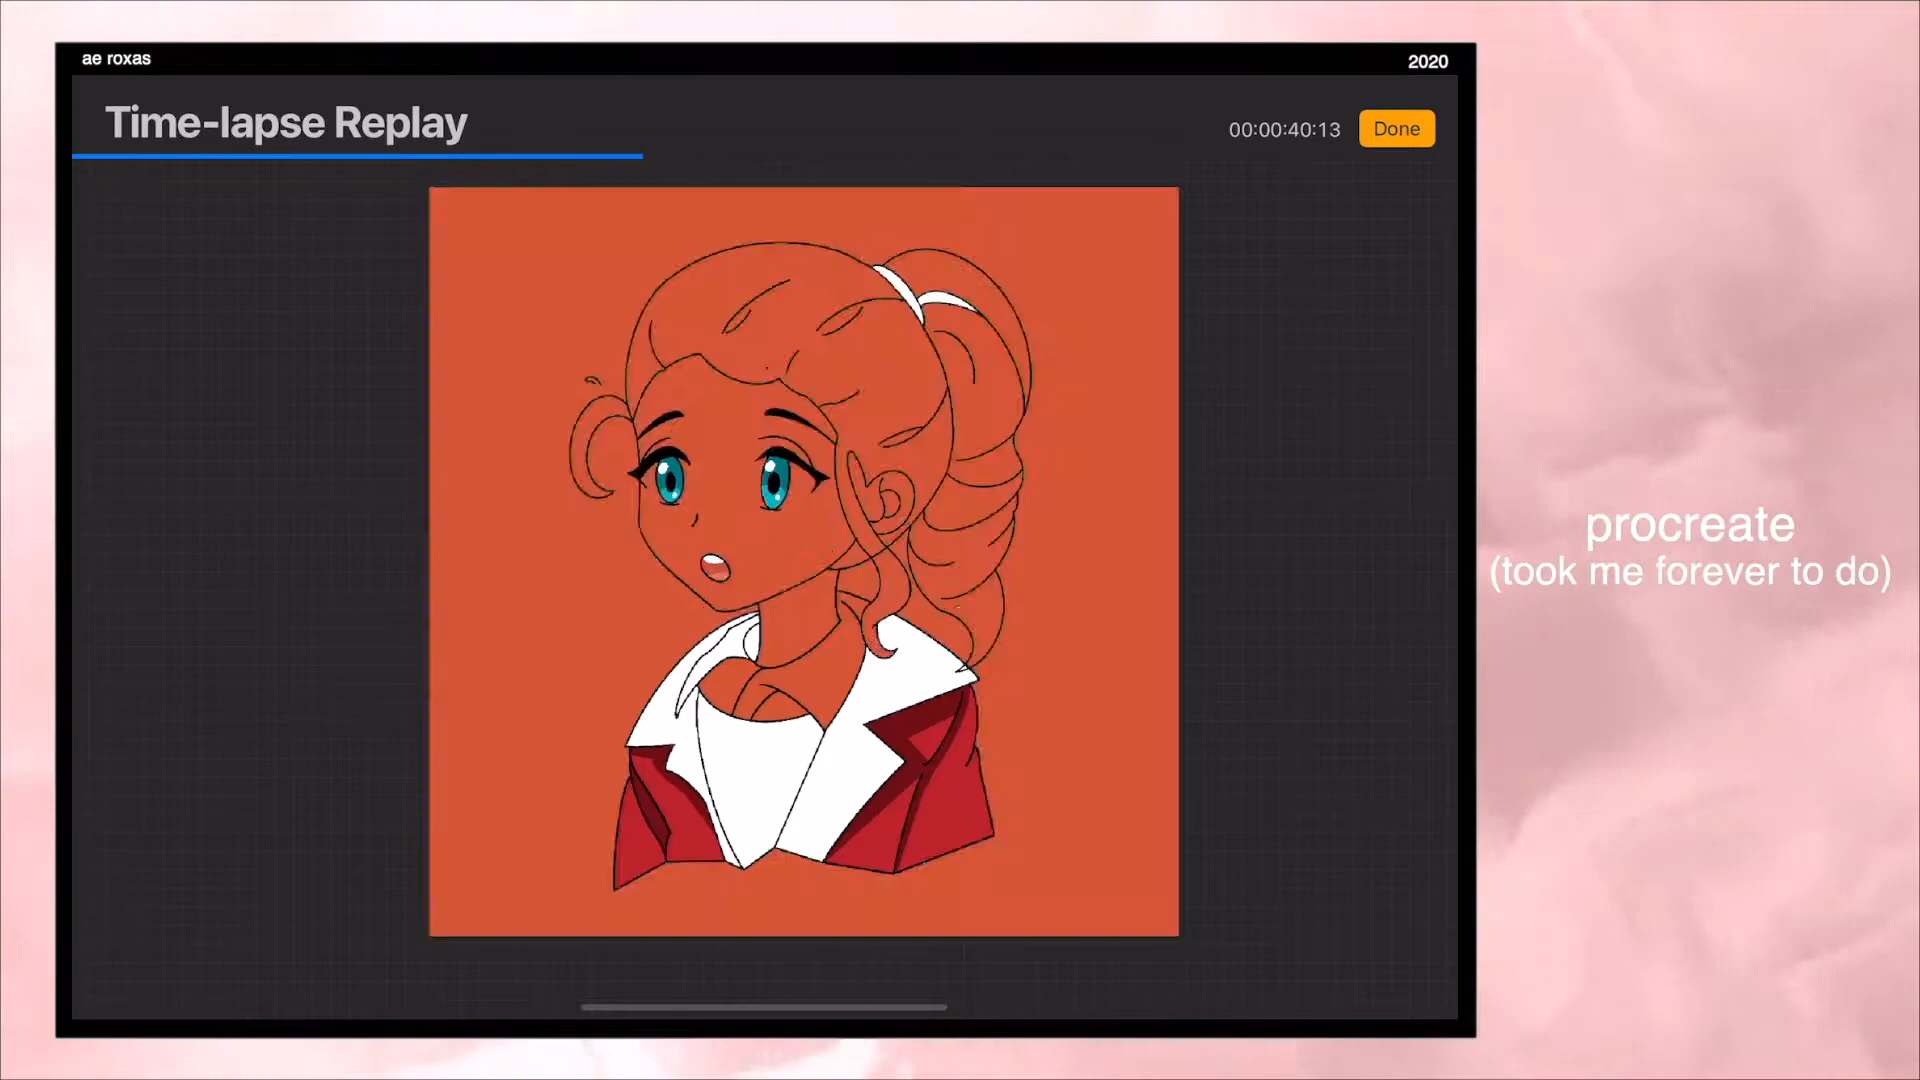 ae roxas
2020
Time-lapse Replay
00:00:40:13
Done
procreate
(took me forever to do)